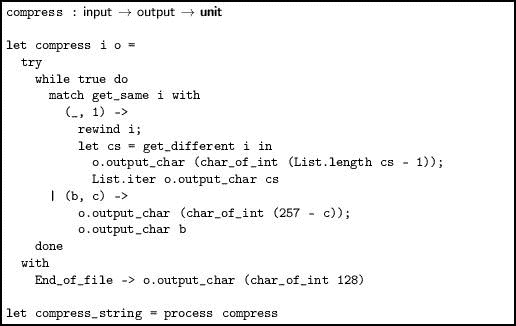 compress : input → output → unit
let compress i o =
try
while true do
match get_same i with
(_, 1) ->
rewind i;
let cs = get_different i in
o.output_char (char_of_int (List.length cs - 1));
List.iter o.output_char cs
| (b, c) ->
o.output_char (char_of_int (257 - c));
o.output_char b
done
with
End_of_file -> o.output_char (char_of_int 128)
let compress_string = process compress